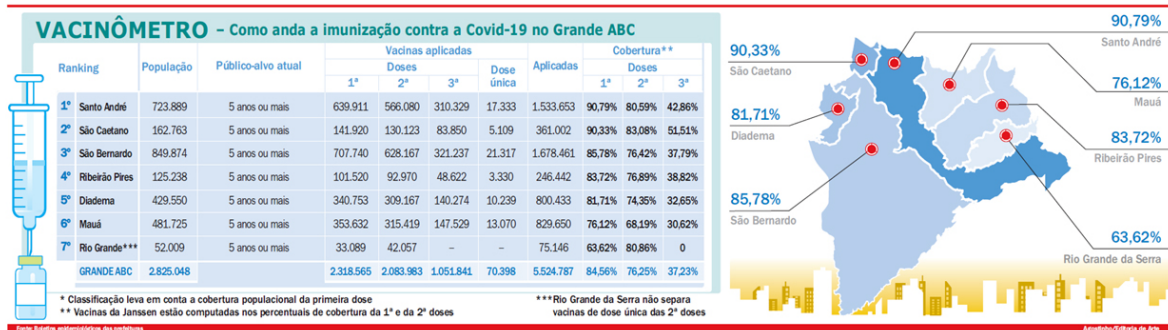 VACINÔMETRO – Como anda a imunização contra a Covid-19 no Grande ABC
Ranking População Público-alvo atual Vacinas aplicadas Aplicadas Cobertura**
Doses Dose única Doses
1ª 2ª 3ª 1ª 2ª 3ª
1º Santo André 723.889 5 anos ou mais 639.911 566.080 310.329 17.333 1.533.653 90,79% 80,59% 42,86%
2º São Caetano 162.763 5 anos ou mais 141.920 130.123 83.850 5.109 361.002 90,33% 83,08% 51,51%
3º São Bernardo 849.874 5 anos ou mais 707.740 628.167 321.237 21.317 1.678.461 85,78% 76,42% 37,79%
4º Ribeirão Pires 125.238 5 anos ou mais 101.520 92.970 48.622 3.330 246.442 83,72% 76,89% 38,82%
5º Diadema 429.550 5 anos ou mais 340.753 309.167 140.274 10.239 800.433 81,71% 74,35% 32,65%
6º Mauá 481.725 5 anos ou mais 353.632 315.419 147.529 13.070 829.650 76,12% 68,19% 30,62%
7º Rio Grande*** 52.009 5 anos ou mais 33.089 42.057 – – 75.146 63,62% 80,86% 0
GRANDE ABC 2.825.048 2.318.565 2.083.983 1.051.841 70.398 5.524.787 84,56% 76,25% 37,23%
* Classificação leva em conta a cobertura populacional da primeira dose
** Vacinas da Janssen estão computadas nos percentuais de cobertura da 1ª e da 2ª doses
***Rio Grande da Serra não separa
vacinas de dose única das 2ª doses
90,33%
São Caetano
81,71%
Diadema
85,78%
São Bernardo
90,79%
Santo André
76,12%
Mauá
83,72%
Ribeirão Pires
63,62%
Rio Grande da Serra
Fonte: Boletins epidemiológicos das prefeituras
Agostinho/Editoria de Arte